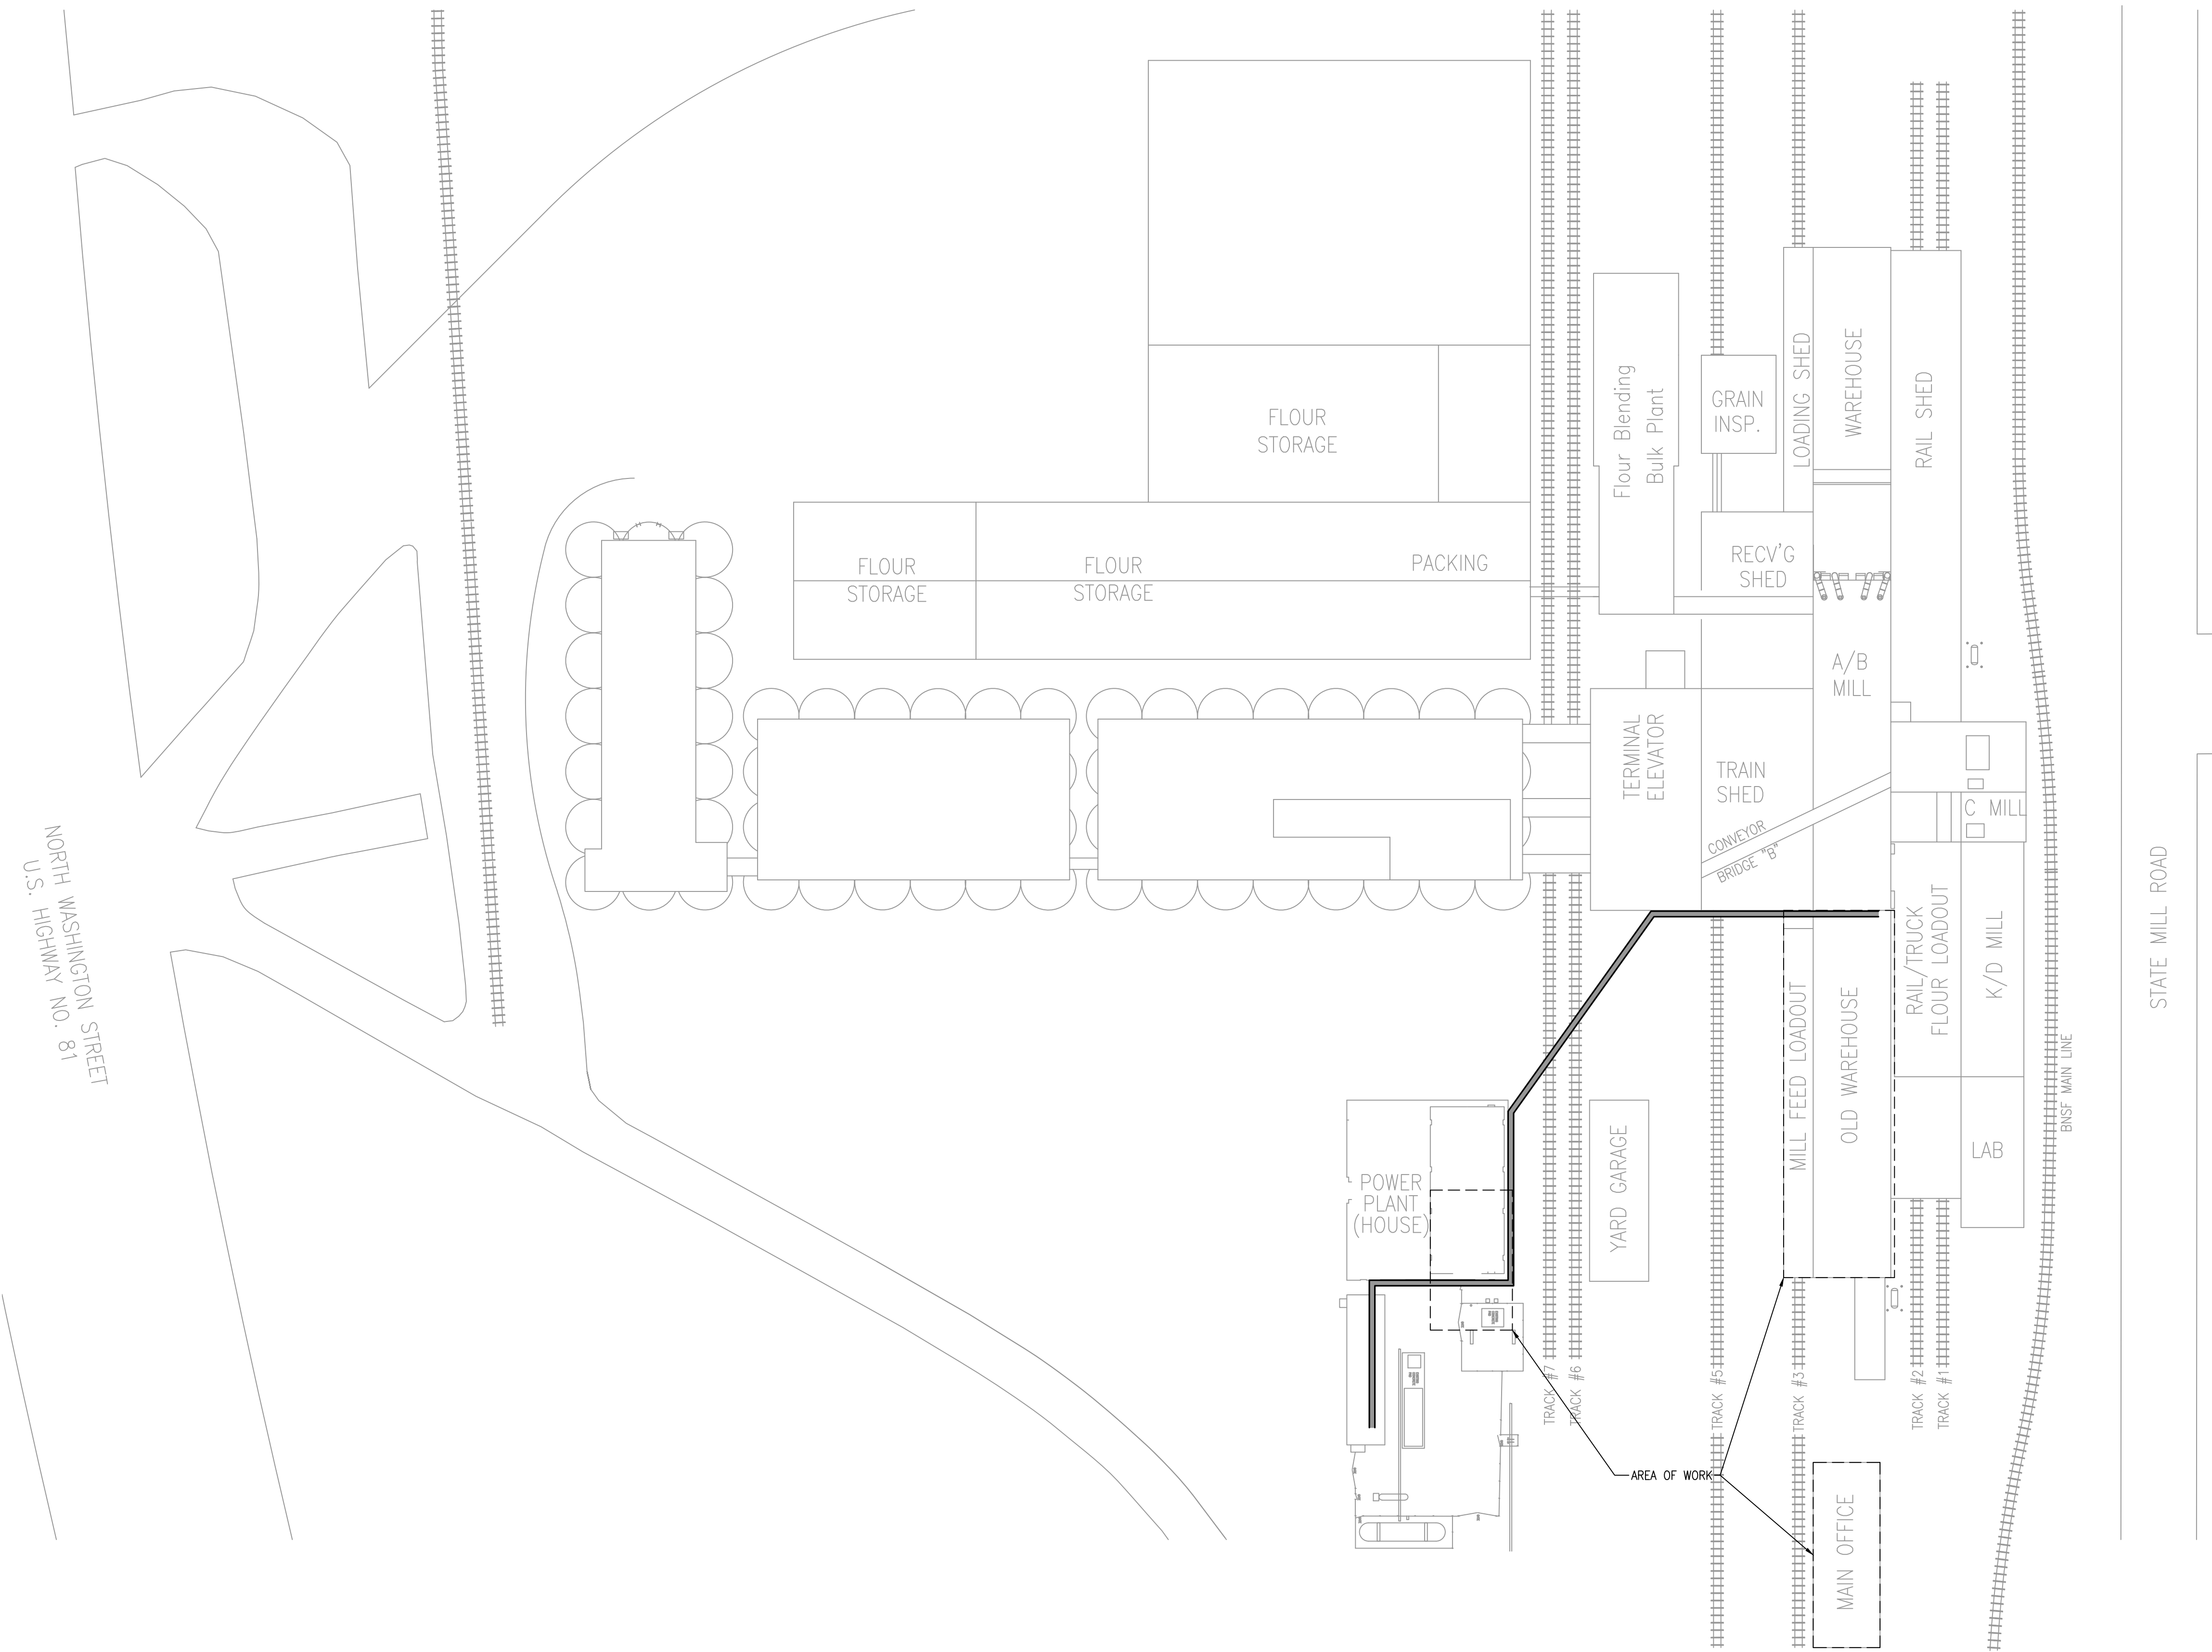 FLOUR
STORAGE
Flour Blending
Bulk Plant
GRAIN
INSP.
LOADING SHED
WAREHOUSE
RAIL SHED
FLOUR
STORAGE
FLOUR
STORAGE
PACKING
RECV'G
SHED
A/B
MILL
TERMINAL
ELEVATOR
TRAIN
SHED
CONVEYOR
BRIDGE "B"
C MILL
NORTH WASHINGTON STREET
U.S. HIGHWAY NO. 81
STATE MILL ROAD
RAIL/TRUCK
FLOUR LOADOUT
K/D MILL
MILL FEED LOADOUT
OLD WAREHOUSE
BNSF MAIN LINE
LAB
POWER
PLANT
(HOUSE)
YARD GARAGE
TRACK #7
TRACK #6
TRACK #5
TRACK #3
TRACK #2
TRACK #1
AREA OF WORK
MAIN OFFICE